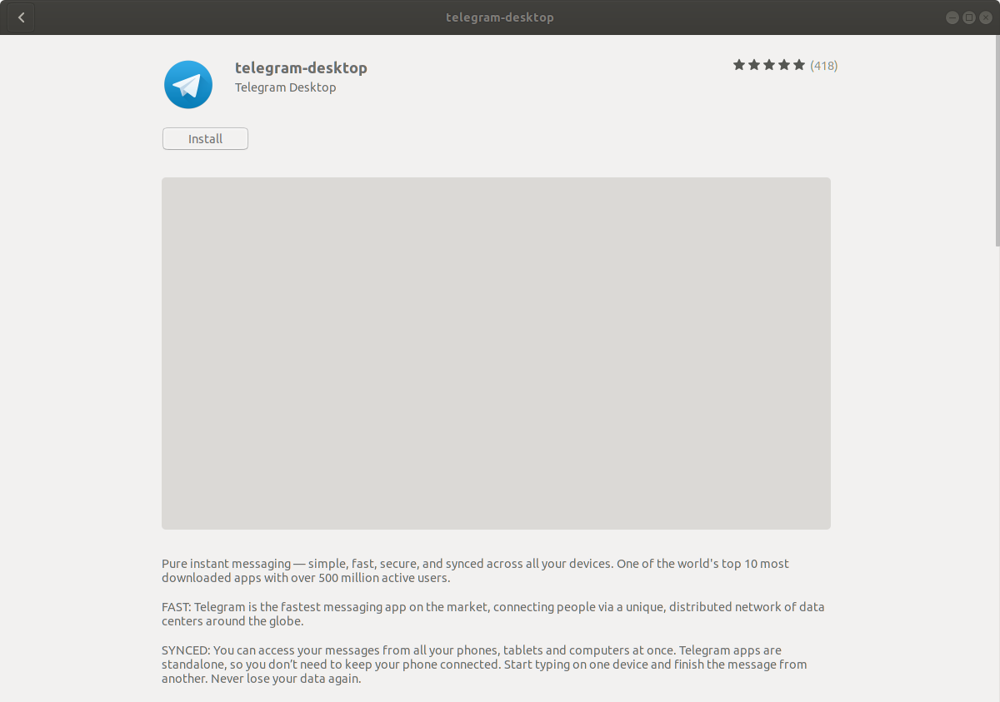 telegram-desktop
telegram-desktop
Telegram Desktop
(418)
Install
Pure instant messaging — simple, fast, secure, and synced across all your devices. One of the world's top 10 most
downloaded apps with over 500 million active users.
FAST: Telegram is the fastest messaging app on the market, connecting people via a unique, distributed network of data
centers around the globe.
SYNCED: You can access your messages from all your phones, tablets and computers at once. Telegram apps are
standalone, so you don’t need to keep your phone connected. Start typing on one device and finish the message from
another. Never lose your data again.